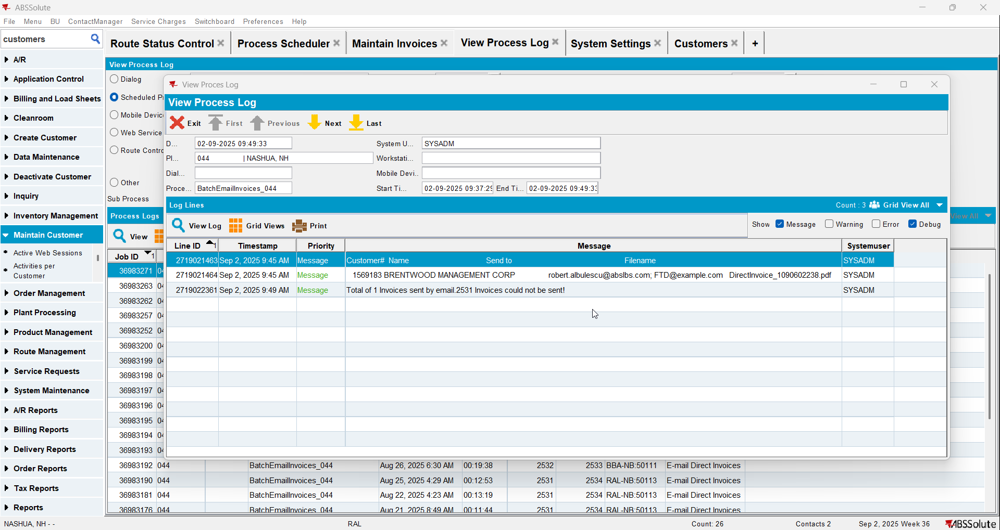 ABSSolute
File Menu BU ContactManager Service Charges Switchboard Preferences Help
customers
Route Status Control Process Scheduler Maintain Invoices View Process Log System Settings Customers +
A/R
Application Control
Billing and Load Sheets
Cleanroom
Create Customer
Data Maintenance
Deactivate Customer
Inquiry
Inventory Management
Maintain Customer
Active Web Sessions
Activities per
Customer
Order Management
Plant Processing
Product Management
Route Management
Service Requests
System Maintenance
A/R Reports
Billing Reports
Delivery Reports
Order Reports
Tax Reports
Reports
View Process Log
Dialog
Scheduled Pr
Mobile Devic
Web Service
Route Contro
Other
Sub Process
Process Logs
View All
View
Job ID 1
36983271 04
36983263 04
36983262 04
36983257 04
36983252 04
36983200 04
36983199 04
36983198 04
36983197 04
36983196 04
36983195 04
36983194 04
36983193 04
36983192 044 BatchEmailInvoices_044 Aug 26, 2025 6:30 AM 00:19:38 2532 2533 BBA-NB:50111 E-mail Direct Invoices
36983190 044 BatchEmailInvoices_044 Aug 25, 2025 4:29 AM 00:12:53 2531 2534 RAL-NB:50113 E-mail Direct Invoices
36983181 044 BatchEmailInvoices_044 Aug 22, 2025 4:23 AM 00:13:19 2531 2534 RAL-NB:50113 E-mail Direct Invoices
36983176 044 BatchEmailInvoices_044 Aug 21, 2025 8:49 AM 00:11:44 2531 2534 RAL-NB:50113 E-mail Direct Invoices
View Proces Log
View Process Log
Exit First Previous Next Last
D... 02-09-2025 09:49:33 System U... SYSADM
Pl... 044 | NASHUA, NH Workstati...
Dial... Mobile Devi..
Proce... BatchEmailInvoices_044 Start Ti... 02-09-2025 09:37:29 End Ti... 02-09-2025 09:49:33
Log Lines Count : 3 Grid View All
View Log Grid Views Print Show Message Warning Error Debug
Line ID 1 Timestamp Priority Message Systemuser
2719021463 Sep 2, 2025 9:45 AM Message Customer# Name Send to Filename SYSADM
2719021464 Sep 2, 2025 9:45 AM Message 1569183 BRENTWOOD MANAGEMENT CORP robert.albulescu@abslbs.com; FTD@example.com DirectInvoice_1090602238.pdf SYSADM
2719022361 Sep 2, 2025 9:49 AM Message Total of 1 Invoices sent by email.2531 Invoices could not be sent! SYSADM
NASHUA, NH - - RAL Count: 26 Contacts 2 Sep 2, 2025 Week 36 ABSSolute